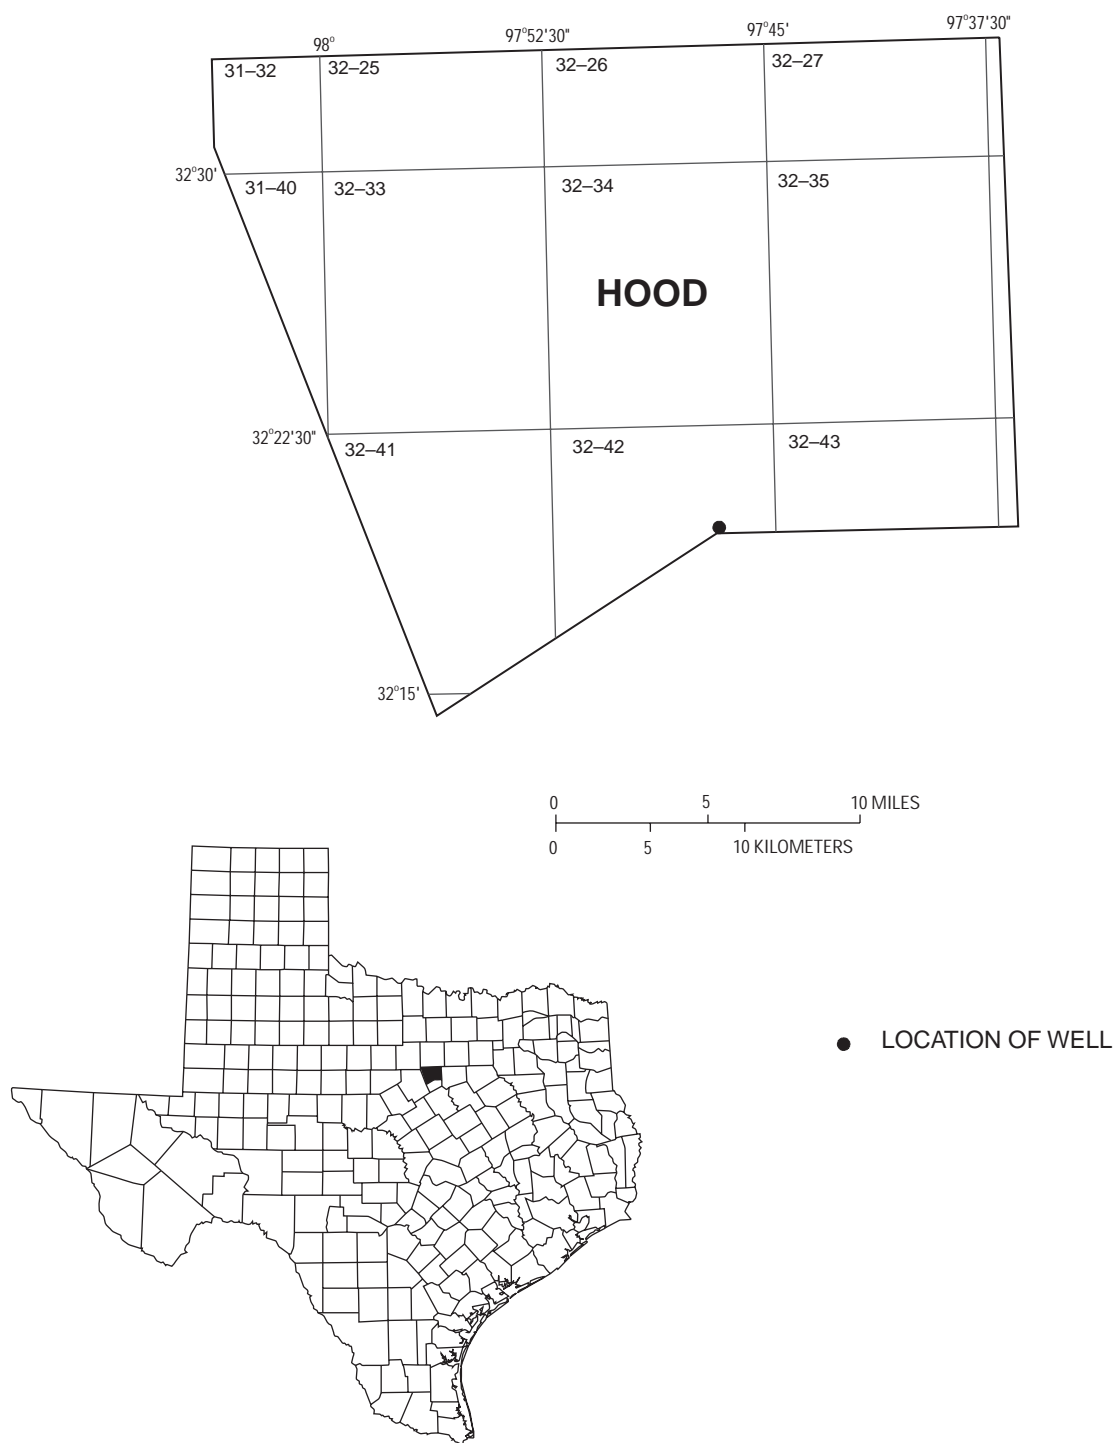 98° 97°52'30" 97°45' 97°37'30"
31–32 32–25 32–26 32–27
32°30'
31–40 32–33 32–34 32–35
HOOD
32°22'30"
32–41 32–42 32–43
32°15'
0 5 10 MILES
0 5 10 KILOMETERS
LOCATION OF WELL